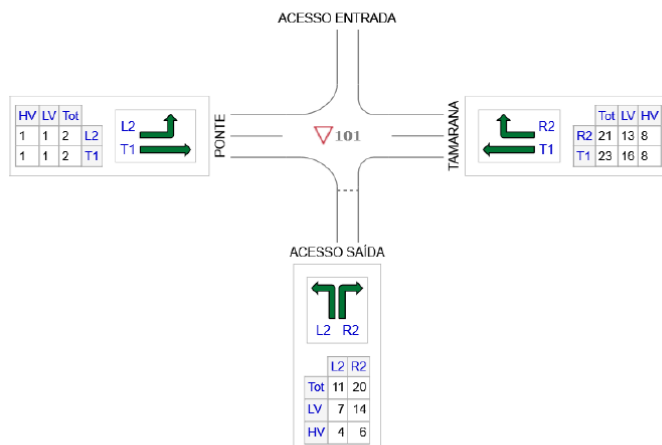 ACESSO ENTRADA
HV LV Tot
1 1 2 L2
1 1 2 T1
L2
T1
PONTE
101
TAMARANA
R2
T1
Tot LV HV
R2 21 13 8
T1 23 16 8
ACESSO SAÍDA
L2 R2
L2 R2
Tot 11 20
LV 7 14
HV 4 6